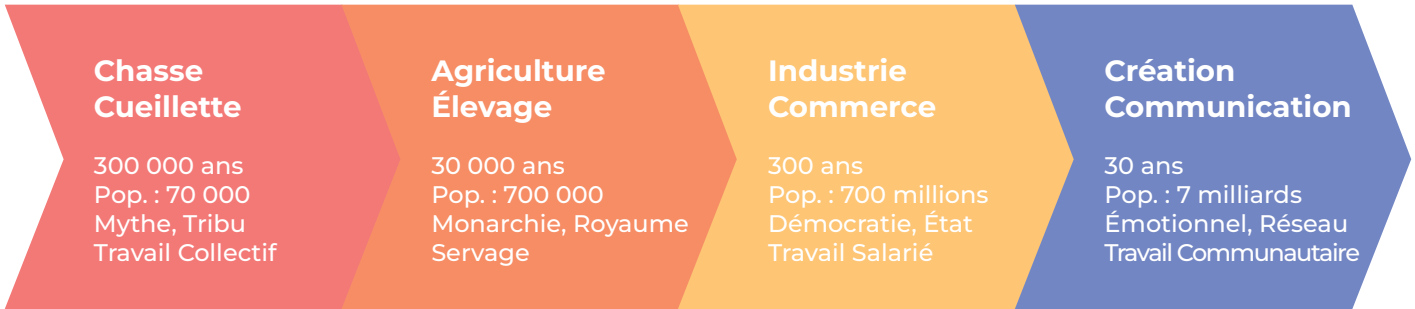 Chasse
Cueillette
300 000 ans
Pop. : 70 000
Mythe, Tribu
Travail Collectif
Agriculture
Élevage
30 000 ans
Pop. : 700 000
Monarchie, Royaume
Servage
Industrie
Commerce
300 ans
Pop. : 700 millions
Démocratie, État
Travail Salarié
Création
Communication
30 ans
Pop. : 7 milliards
Émotionnel, Réseau
Travail Communautaire